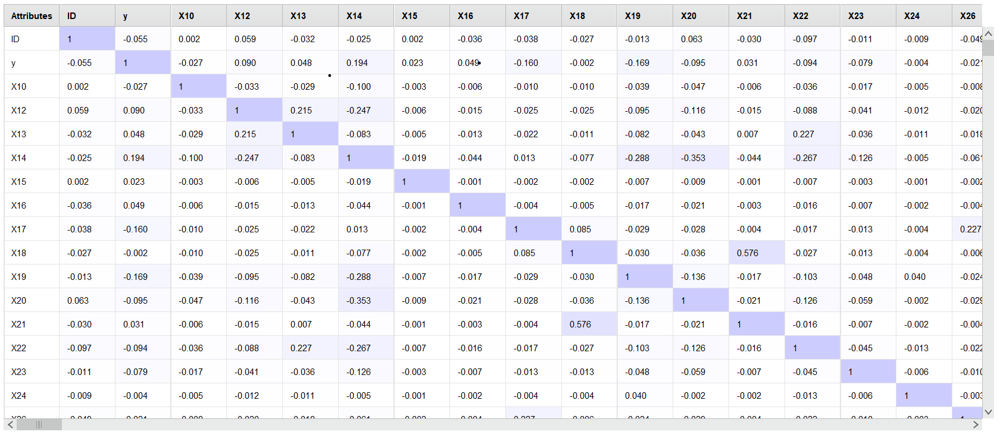 Attributes ID y X10 X12 X13 X14 X15 X16 X17 X18 X19 X20 X21 X22 X23 X24 X26
ID 1 -0.055 0.002 0.059 -0.032 -0.025 0.002 -0.036 -0.038 -0.027 -0.013 0.063 -0.030 -0.097 -0.011 -0.009 -0.049
y -0.055 1 -0.027 0.090 0.048 0.194 0.023 0.049 -0.160 -0.002 -0.169 -0.095 0.031 -0.094 -0.079 -0.004 -0.021
X10 0.002 -0.027 1 -0.033 -0.029 -0.100 -0.003 -0.006 -0.010 -0.010 -0.039 -0.047 -0.006 -0.036 -0.017 -0.005 -0.008
X12 0.059 0.090 -0.033 1 0.215 -0.247 -0.006 -0.015 -0.025 -0.025 -0.095 -0.116 -0.015 -0.088 -0.041 -0.012 -0.020
X13 -0.032 0.048 -0.029 0.215 1 -0.083 -0.005 -0.013 -0.022 -0.011 -0.082 -0.043 0.007 0.227 -0.036 -0.011 -0.018
X14 -0.025 0.194 -0.100 -0.247 -0.083 1 -0.019 -0.044 0.013 -0.077 -0.288 -0.353 -0.044 -0.267 -0.126 -0.005 -0.061
X15 0.002 0.023 -0.003 -0.006 -0.005 -0.019 1 -0.001 -0.002 -0.002 -0.007 -0.009 -0.001 -0.007 -0.003 -0.001 -0.002
X16 -0.036 0.049 -0.006 -0.015 -0.013 -0.044 -0.001 1 -0.004 -0.005 -0.017 -0.021 -0.003 -0.016 -0.007 -0.002 -0.004
X17 -0.038 -0.160 -0.010 -0.025 -0.022 0.013 -0.002 -0.004 1 0.085 -0.029 -0.028 -0.004 -0.017 -0.013 -0.004 0.227
X18 -0.027 -0.002 -0.010 -0.025 -0.011 -0.077 -0.002 -0.005 0.085 1 -0.030 -0.036 0.576 -0.027 -0.013 -0.004 -0.006
X19 -0.013 -0.169 -0.039 -0.095 -0.082 -0.288 -0.007 -0.017 -0.029 -0.030 1 -0.136 -0.017 -0.103 -0.048 0.040 -0.024
X20 0.063 -0.095 -0.047 -0.116 -0.043 -0.353 -0.009 -0.021 -0.028 -0.036 -0.136 1 -0.021 -0.126 -0.059 -0.002 -0.029
X21 -0.030 0.031 -0.006 -0.015 0.007 -0.044 -0.001 -0.003 -0.004 0.576 -0.017 -0.021 1 -0.016 -0.007 -0.002 -0.004
X22 -0.097 -0.094 -0.036 -0.088 0.227 -0.267 -0.007 -0.016 -0.017 -0.027 -0.103 -0.126 -0.016 1 -0.045 -0.013 -0.022
X23 -0.011 -0.079 -0.017 -0.041 -0.036 -0.126 -0.003 -0.007 -0.013 -0.013 -0.048 -0.059 -0.007 -0.045 1 -0.006 -0.010
X24 -0.009 -0.004 -0.005 -0.012 -0.011 -0.005 -0.001 -0.002 -0.004 -0.004 0.040 -0.002 -0.002 -0.013 -0.006 1 -0.003